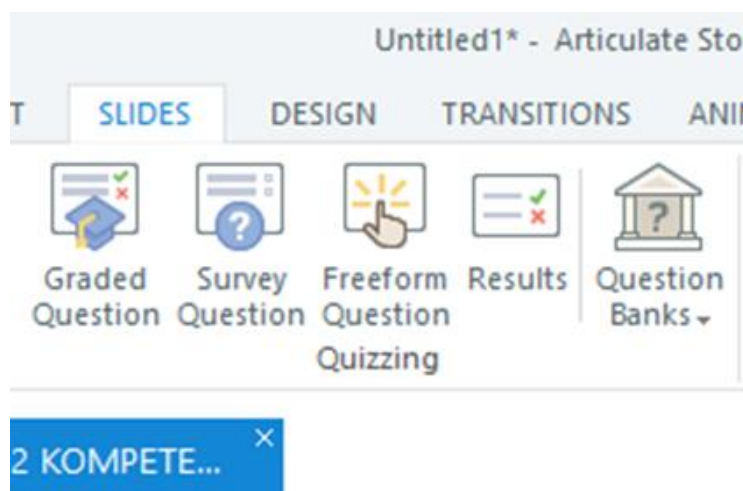 Untitled1* - Articulate Sto
T SLIDES DESIGN TRANSITIONS ANI
Graded Question
Survey Question
Freeform Question
Results
Question Banks
Quizzing
2 KOMPETE...